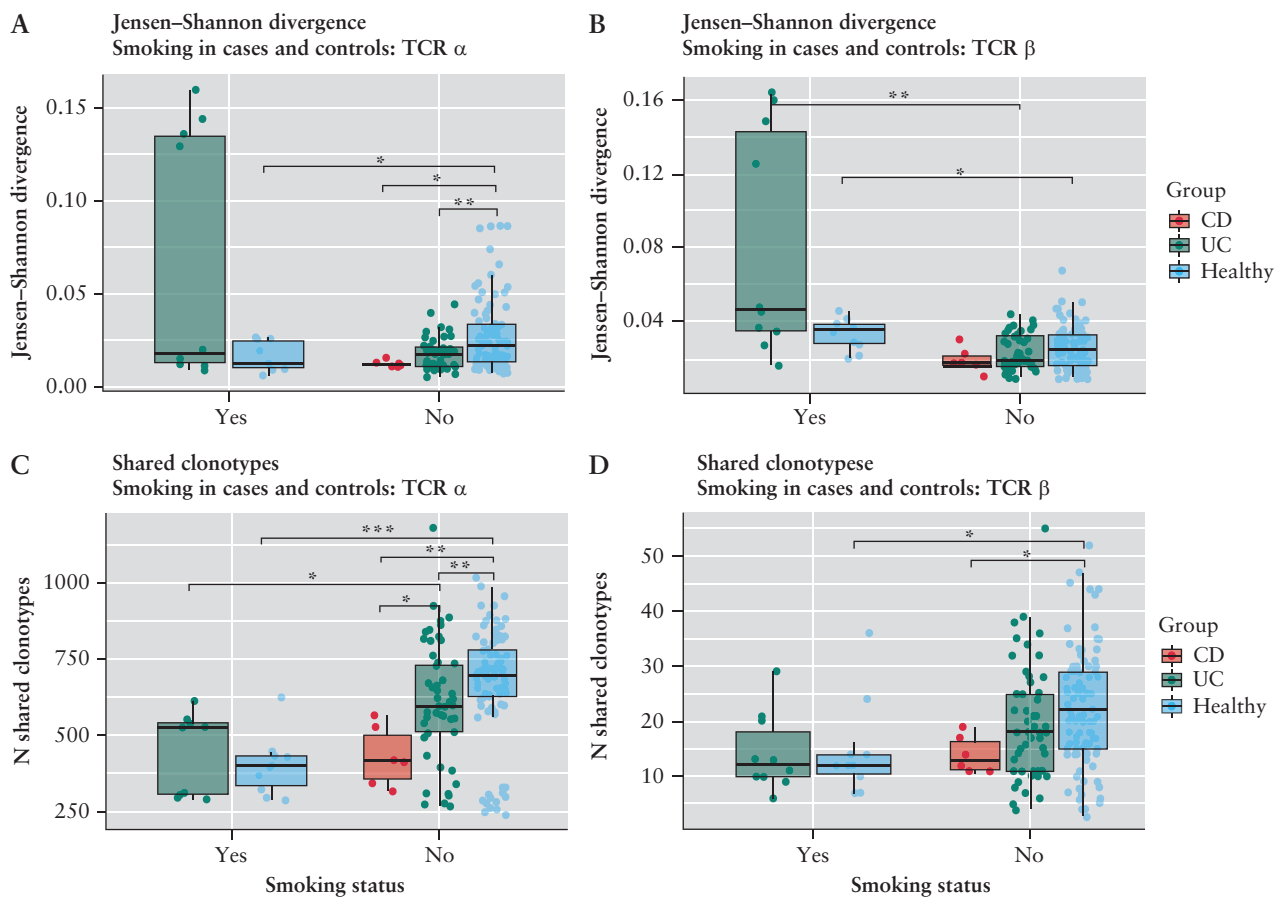 A
Jensen–Shannon divergence
Smoking in cases and controls: TCR α
Jensen–Shannon divergence
0.15
0.10
0.05
0.00
*
*
**
Yes
No
B
Jensen–Shannon divergence
Smoking in cases and controls: TCR β
Jensen–Shannon divergence
0.16
0.12
0.08
0.04
**
*
Yes
No
Group
CD
UC
Healthy
C
Shared clonotypes
Smoking in cases and controls: TCR α
N shared clonotypes
1000
750
500
250
***
**
*
**
*
Yes
No
Smoking status
D
Shared clonotypese
Smoking in cases and controls: TCR β
N shared clonotypes
50
40
30
20
10
*
*
Yes
No
Smoking status
Group
CD
UC
Healthy